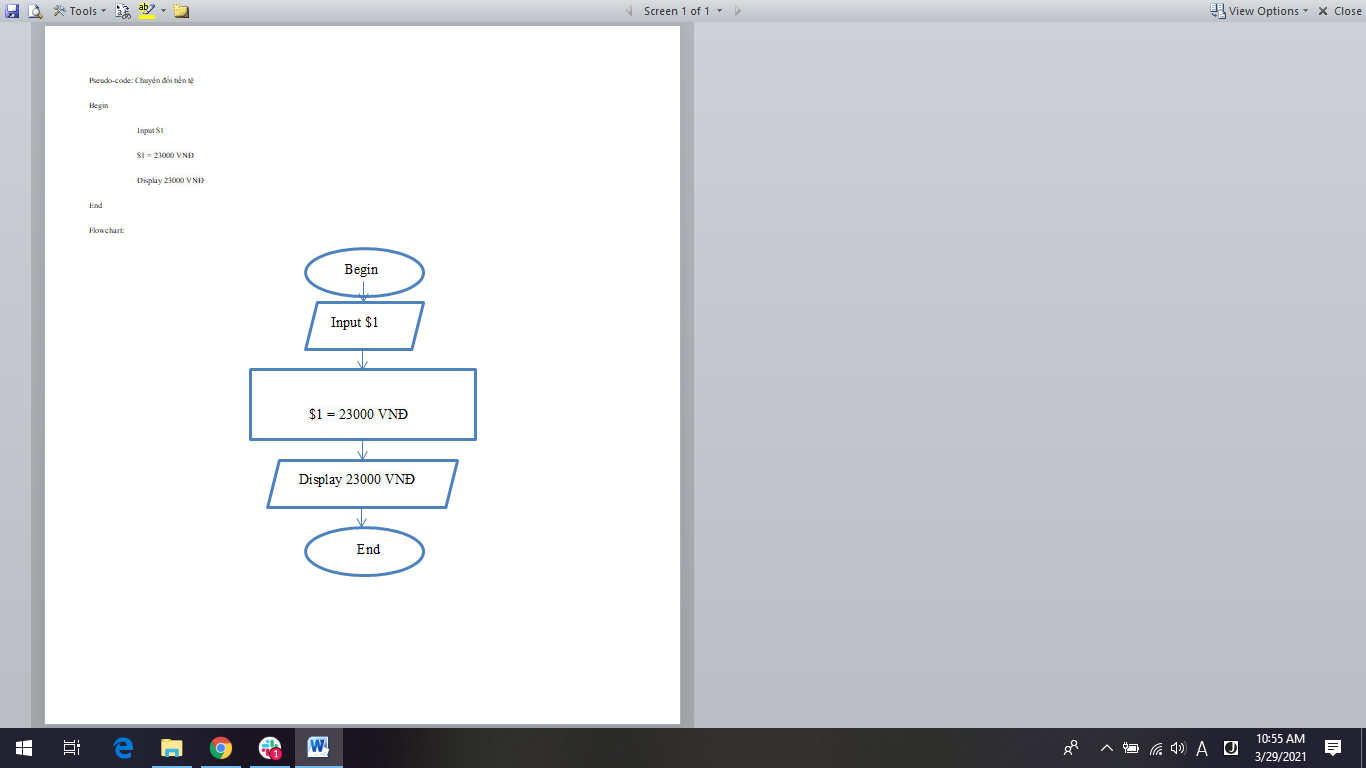 Tools
Screen 1 of 1
View Options
Close
Pseudo-code: Chuyển đổi tiền tệ
Begin
Input $1
$1 = 23000 VNĐ
Display 23000 VNĐ
End
Flowchart:
Begin
Input $1
$1 = 23000 VNĐ
Display 23000 VNĐ
End
10:55 AM
3/29/2021